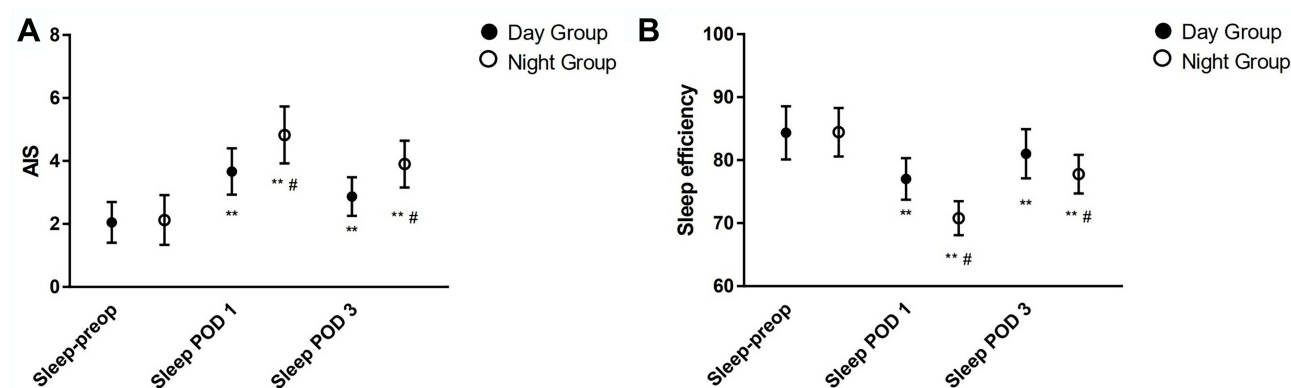 A
8
6
4
2
0
AIS
Day Group
Night Group
**
** #
**
** #
Sleep-preop
Sleep POD 1
Sleep POD 3
B
100
90
80
70
60
Sleep efficiency
Day Group
Night Group
**
** #
**
** #
Sleep-preop
Sleep POD 1
Sleep POD 3